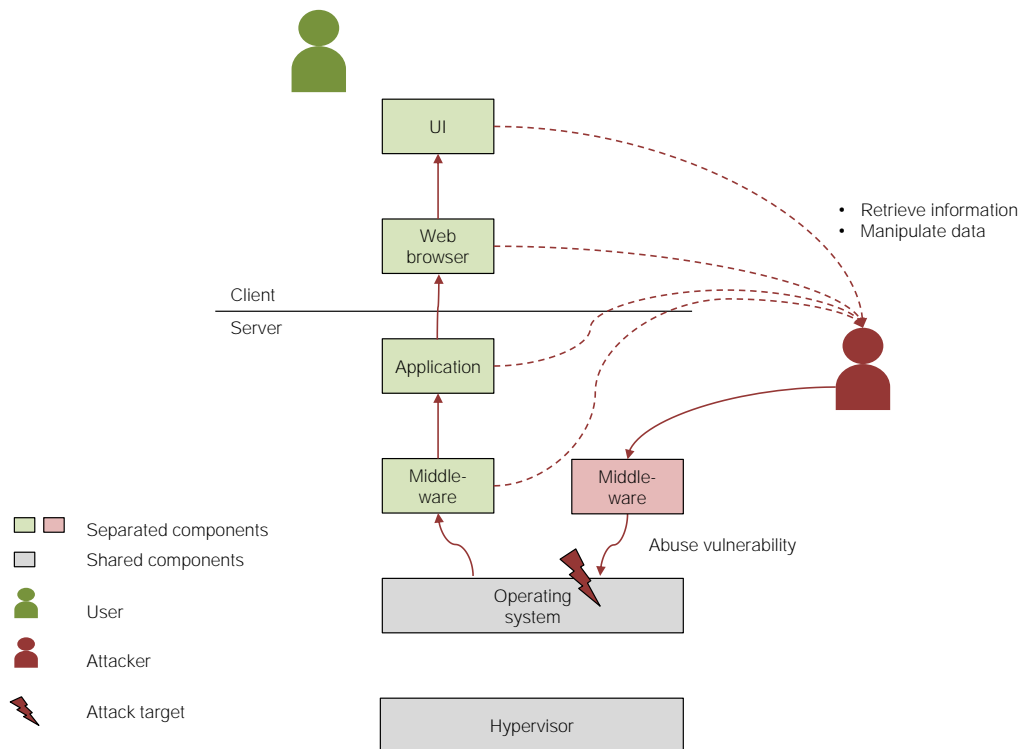 UI
• Retrieve information
• Manipulate data
Web
browser
Client
Server
Application
Middle-
ware
Middle-
ware
Abuse vulnerability
Operating
system
Hypervisor
Separated components
Shared components
User
Attacker
Attack target